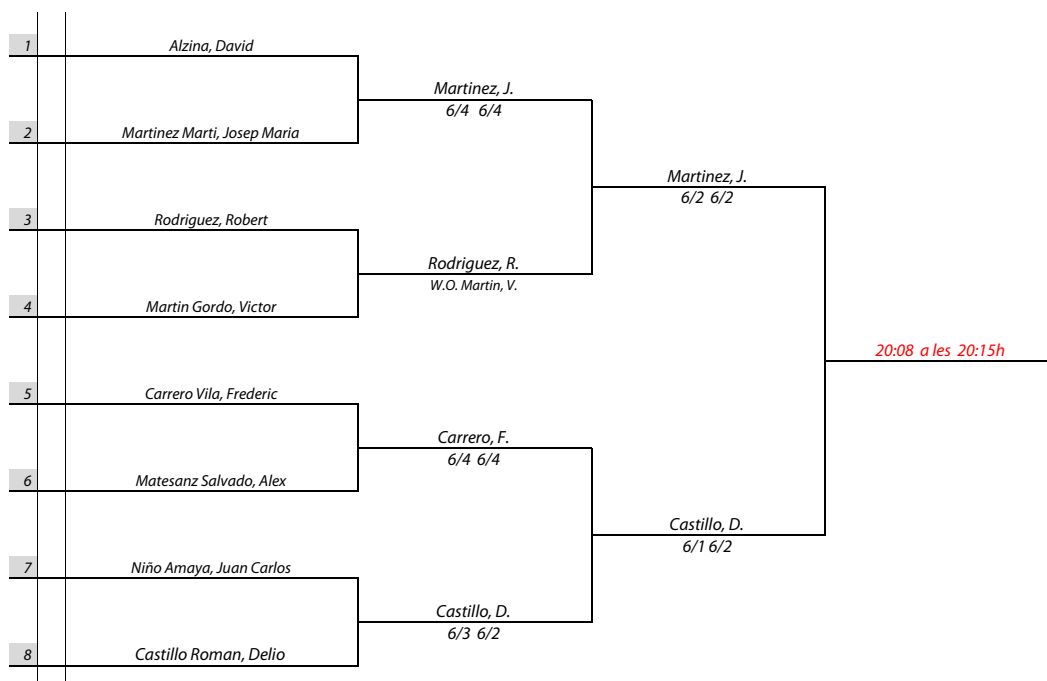 1 Alzina, David
Martinez, J.
6/4 6/4
2 Martinez Marti, Josep Maria
Martinez, J.
6/2 6/2
3 Rodriguez, Robert
Rodriguez, R.
W.O. Martin, V.
4 Martin Gordo, Victor
20:08 a les 20:15h
5 Carrero Vila, Frederic
Carrero, F.
6/4 6/4
6 Matesanz Salvado, Alex
Castillo, D.
6/1 6/2
7 Niño Amaya, Juan Carlos
Castillo, D.
6/3 6/2
8 Castillo Roman, Delio